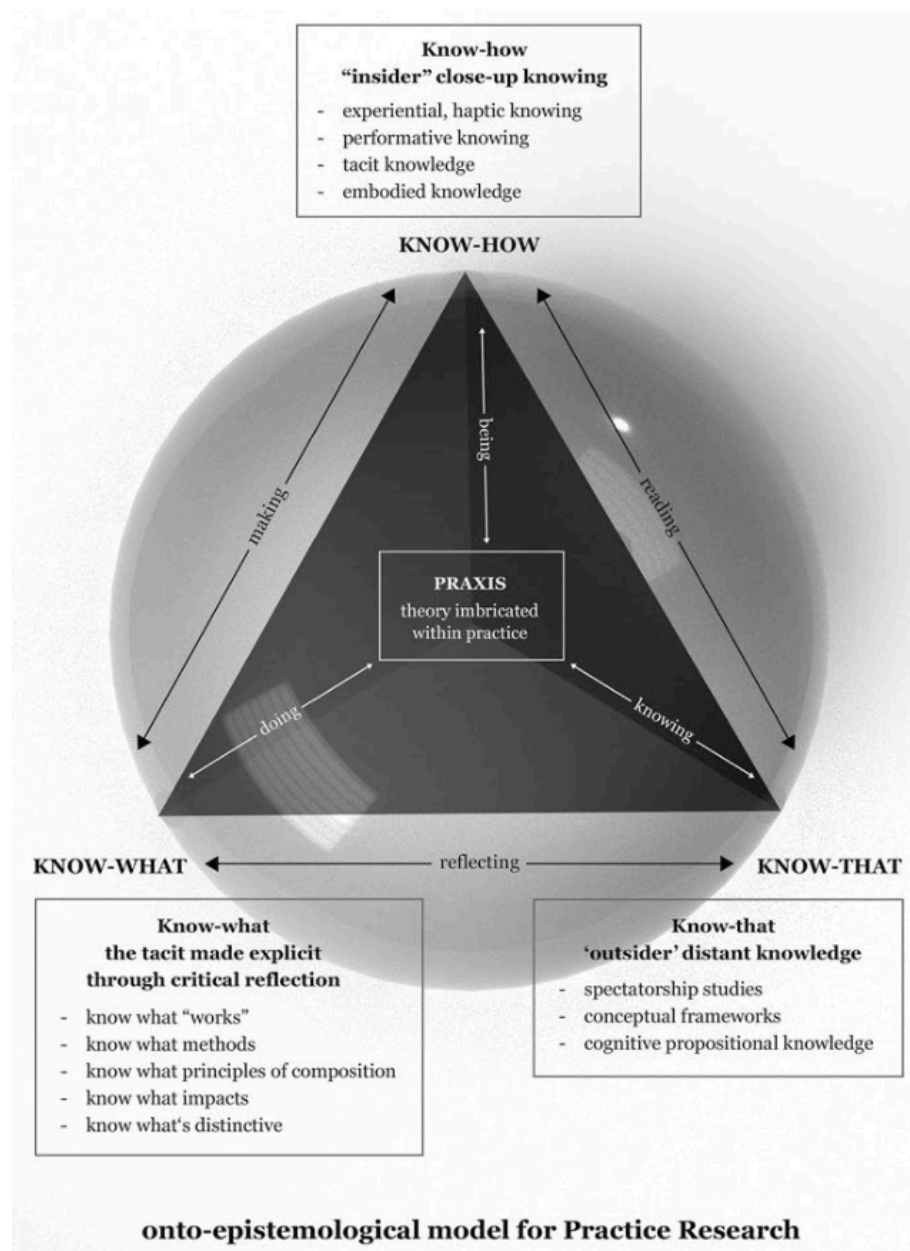 Know-how
“insider” close-up knowing
- experiential, haptic knowing
- performative knowing
- tacit knowledge
- embodied knowledge
KNOW-HOW
making
being
reading
PRAXIS
theory imbricated
within practice
doing
knowing
KNOW-WHAT
reflecting
KNOW-THAT
Know-what
the tacit made explicit
through critical reflection
- know what “works”
- know what methods
- know what principles of composition
- know what impacts
- know what‘s distinctive
Know-that
‘outsider’ distant knowledge
- spectatorship studies
- conceptual frameworks
- cognitive propositional knowledge
onto-epistemological model for Practice Research